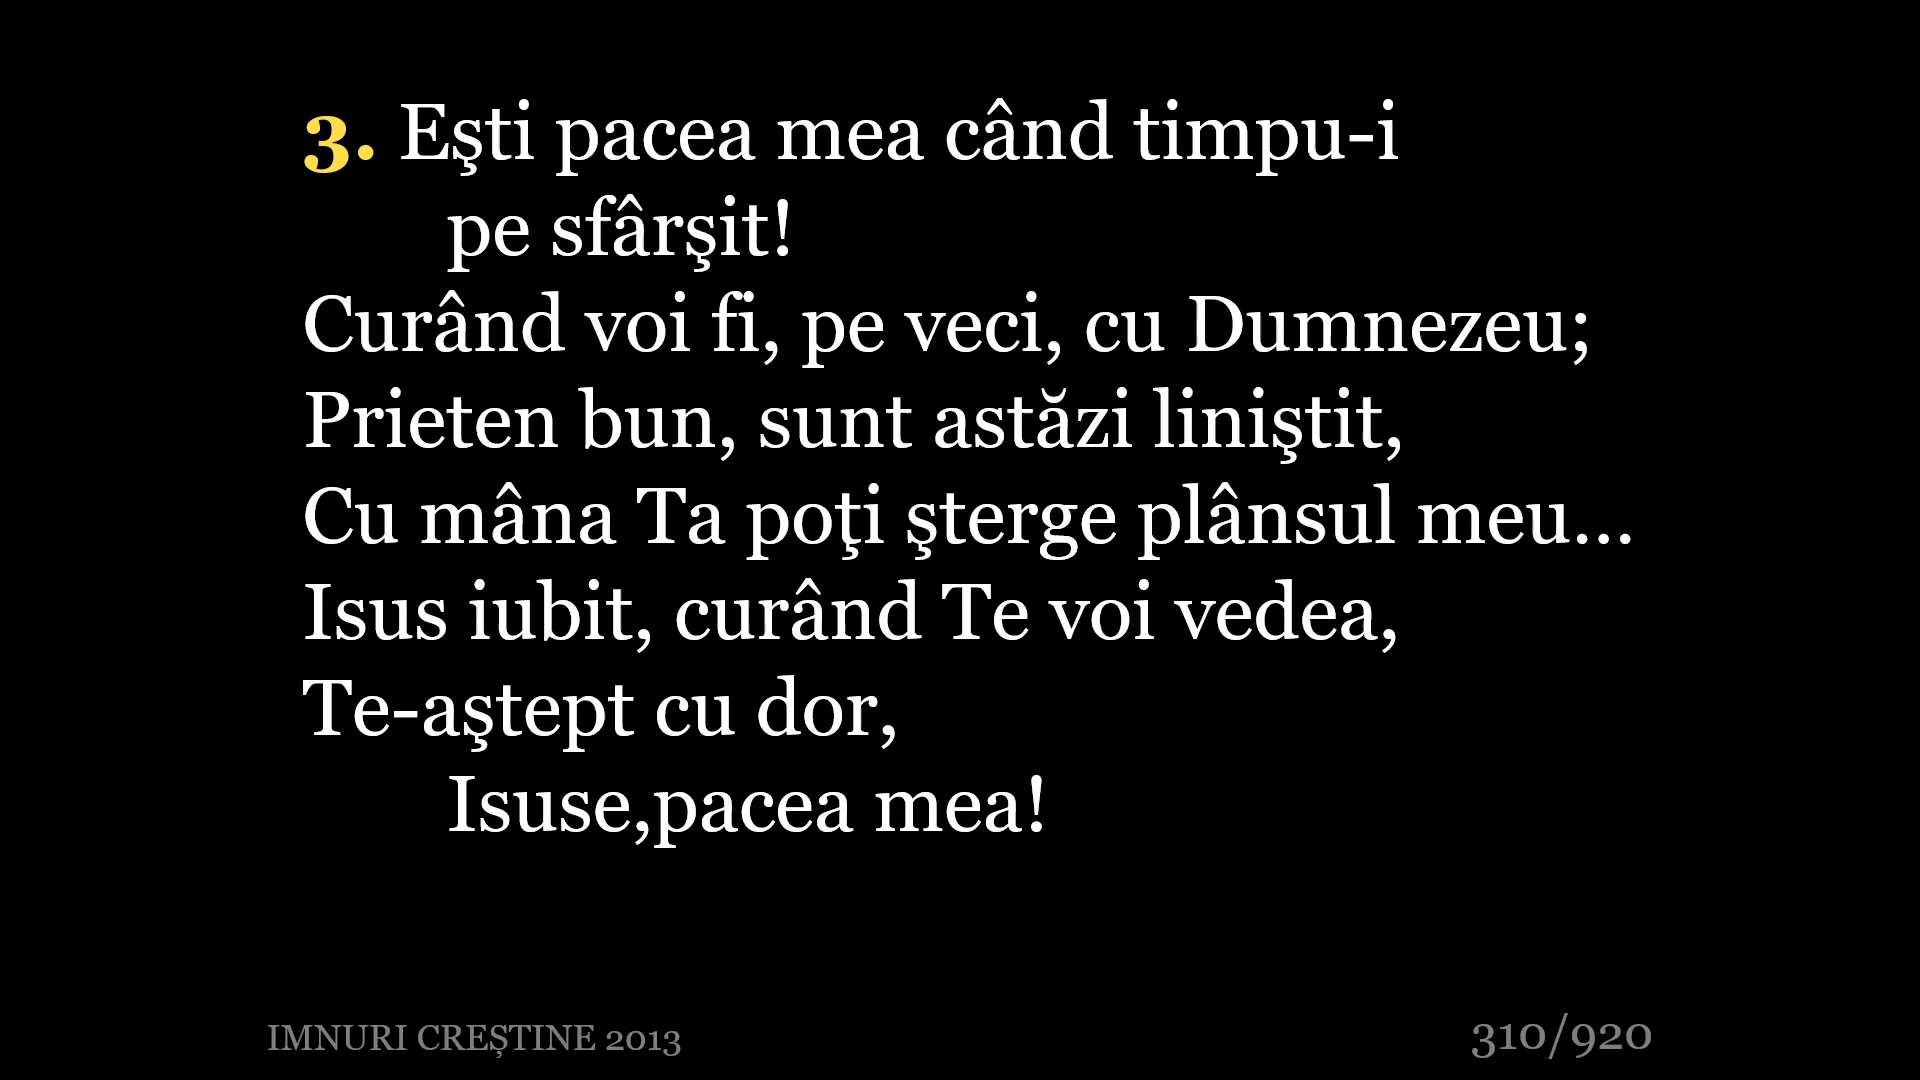 3. Eşti pacea mea când timpu-i
pe sfârşit!
Curând voi fi, pe veci, cu Dumnezeu;
Prieten bun, sunt astăzi liniştit,
Cu mâna Ta poţi şterge plânsul meu...
Isus iubit, curând Te voi vedea,
Te-aştept cu dor,
Isuse,pacea mea!
IMNURI CREȘTINE 2013
310/920